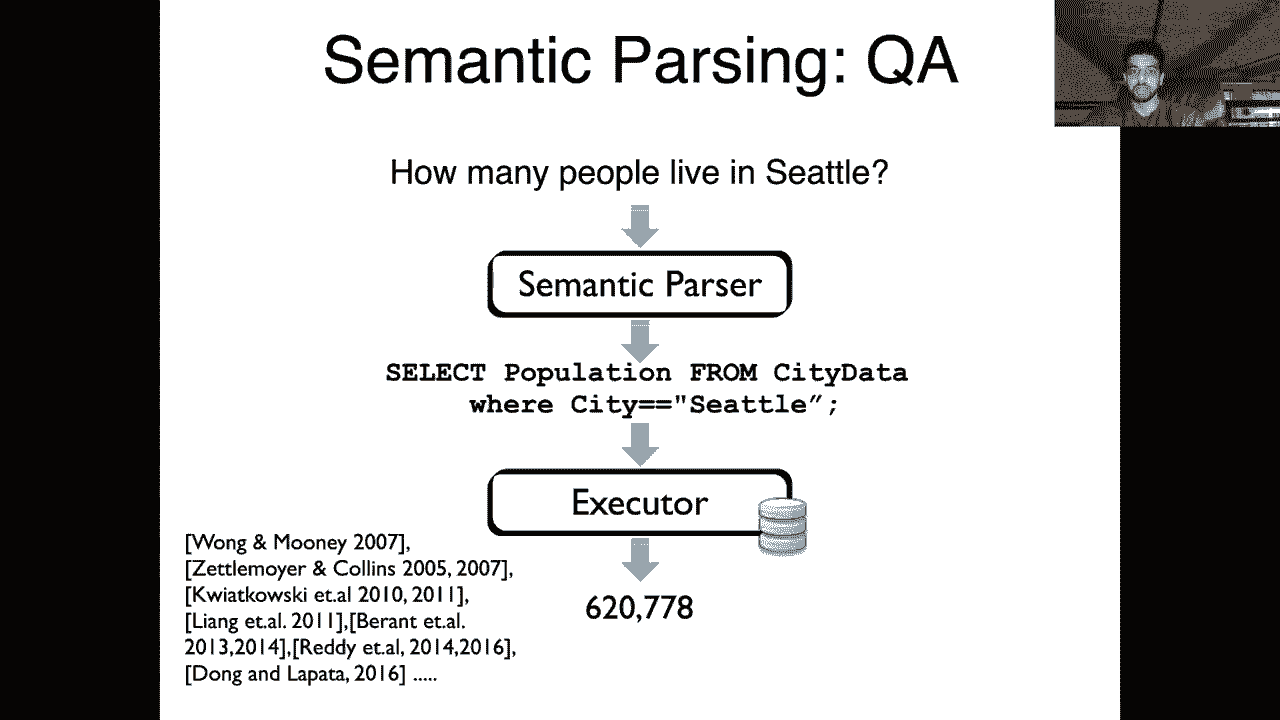 Semantic Parsing: QA
How many people live in Seattle?
Semantic Parser
SELECT Population FROM CityData
where City=="Seattle”;
Executor
[Wong & Mooney 2007],
[Zettlemoyer & Collins 2005, 2007],
[Kwiatkowski et.al 2010, 2011],
[Liang et.al. 2011],[Berant et.al.
2013,2014],[Reddy et.al, 2014,2016],
[Dong and Lapata, 2016] .....
620,778